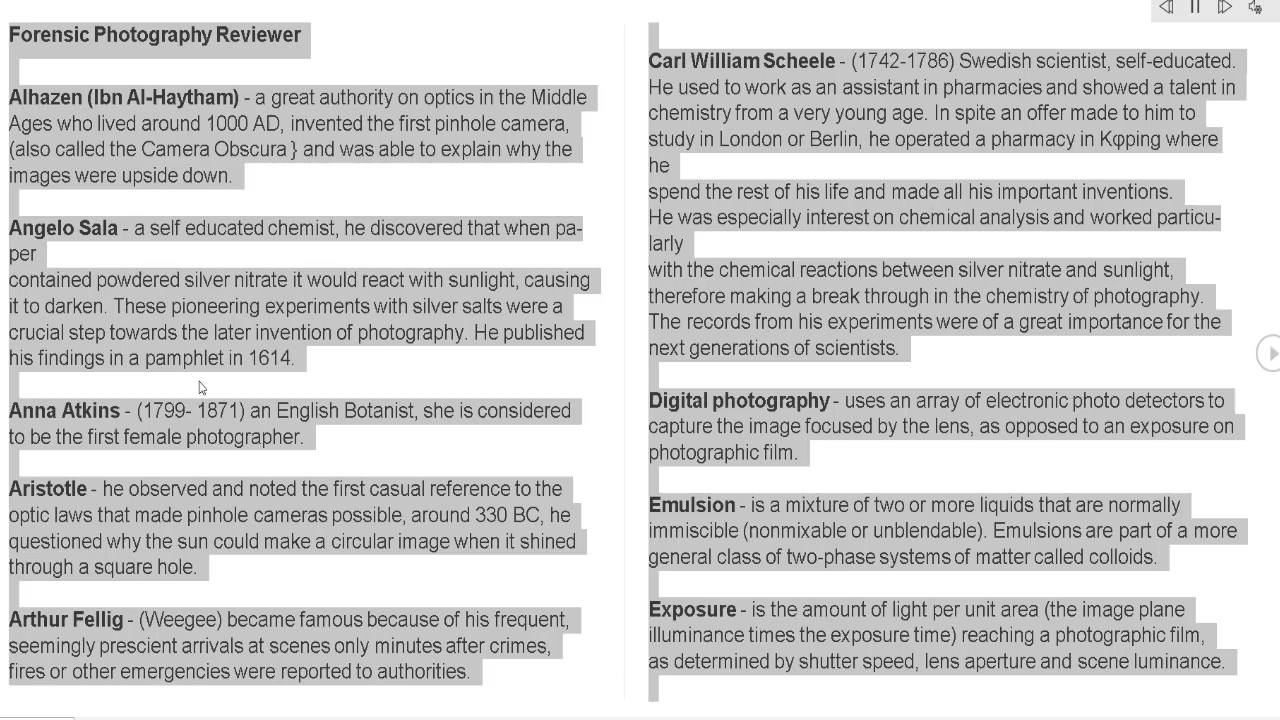 Forensic Photography Reviewer
Alhazen (Ibn Al-Haytham) - a great authority on optics in the Middle
Ages who lived around 1000 AD, invented the first pinhole camera,
(also called the Camera Obscura } and was able to explain why the
images were upside down.
Angelo Sala - a self educated chemist, he discovered that when pa-
per
contained powdered silver nitrate it would react with sunlight, causing
it to darken. These pioneering experiments with silver salts were a
crucial step towards the later invention of photography. He published
his findings in a pamphlet in 1614.
Anna Atkins - (1799- 1871) an English Botanist, she is considered
to be the first female photographer.
Aristotle - he observed and noted the first casual reference to the
optic laws that made pinhole cameras possible, around 330 BC, he
questioned why the sun could make a circular image when it shined
through a square hole.
Arthur Fellig - (Weegee) became famous because of his frequent,
seemingly prescient arrivals at scenes only minutes after crimes,
fires or other emergencies were reported to authorities.
Carl William Scheele - (1742-1786) Swedish scientist, self-educated.
He used to work as an assistant in pharmacies and showed a talent in
chemistry from a very young age. In spite an offer made to him to
study in London or Berlin, he operated a pharmacy in Kφping where
he
spend the rest of his life and made all his important inventions.
He was especially interest on chemical analysis and worked particu-
larly
with the chemical reactions between silver nitrate and sunlight,
therefore making a break through in the chemistry of photography.
The records from his experiments were of a great importance for the
next generations of scientists.
Digital photography - uses an array of electronic photo detectors to
capture the image focused by the lens, as opposed to an exposure on
photographic film.
Emulsion - is a mixture of two or more liquids that are normally
immiscible (nonmixable or unblendable). Emulsions are part of a more
general class of two-phase systems of matter called colloids.
Exposure - is the amount of light per unit area (the image plane
illuminance times the exposure time) reaching a photographic film,
as determined by shutter speed, lens aperture and scene luminance.